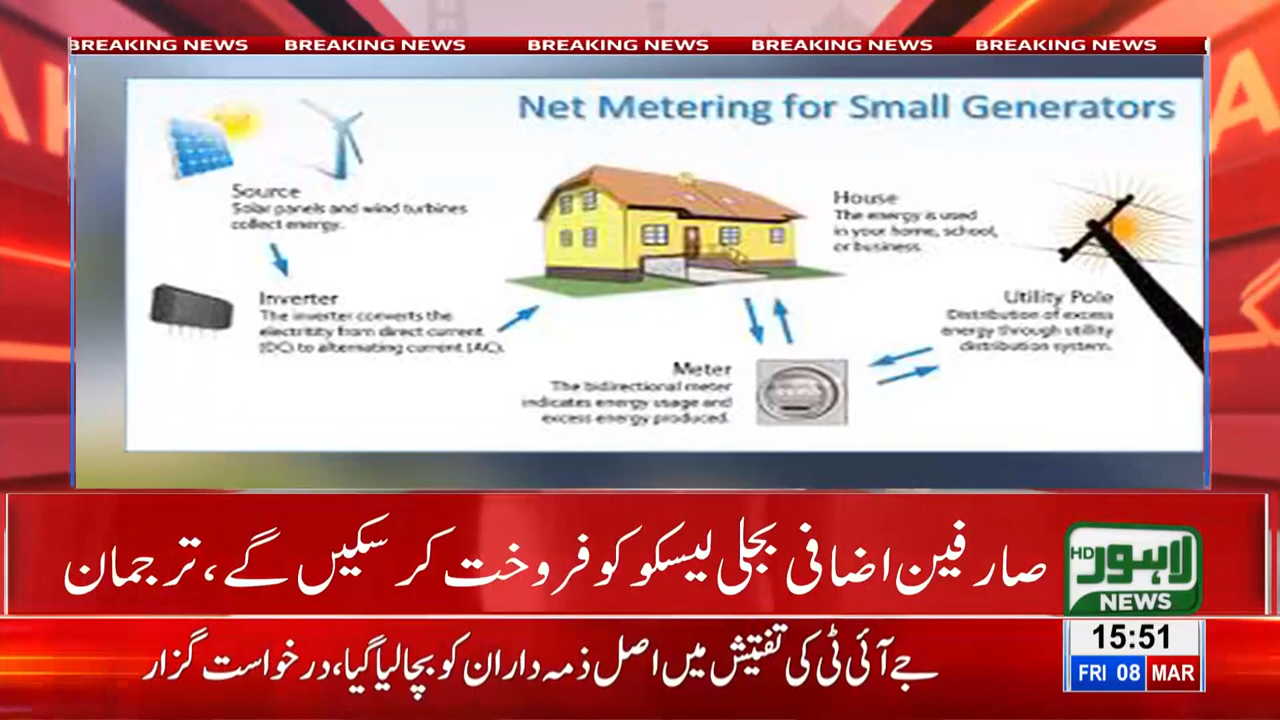 BREAKING NEWS BREAKING NEWS BREAKING NEWS BREAKING NEWS BREAKING NEWS
Net Metering for Small Generators
Source
Solar panels and wind turbines
collect energy.
House
The energy is used
in your home, school,
or business.
Inverter
The inverter converts the
electritity from direct current
(DC) to alternating current (AC).
Utility Pole
Distribution of excess
energy through utility
distribution system.
Meter
The bidirectional meter
indicates energy usage and
excess energy produced.
صارفین اضافی بجلی لیسکو کو فروخت کر سکیں گے، ترجمان
HD لاہور
NEWS
جے آئی ٹی کی تفتیش میں اصل ذمہ داران کو بچا لیا گیا، درخواست گزار
15:51
FRI 08 MAR